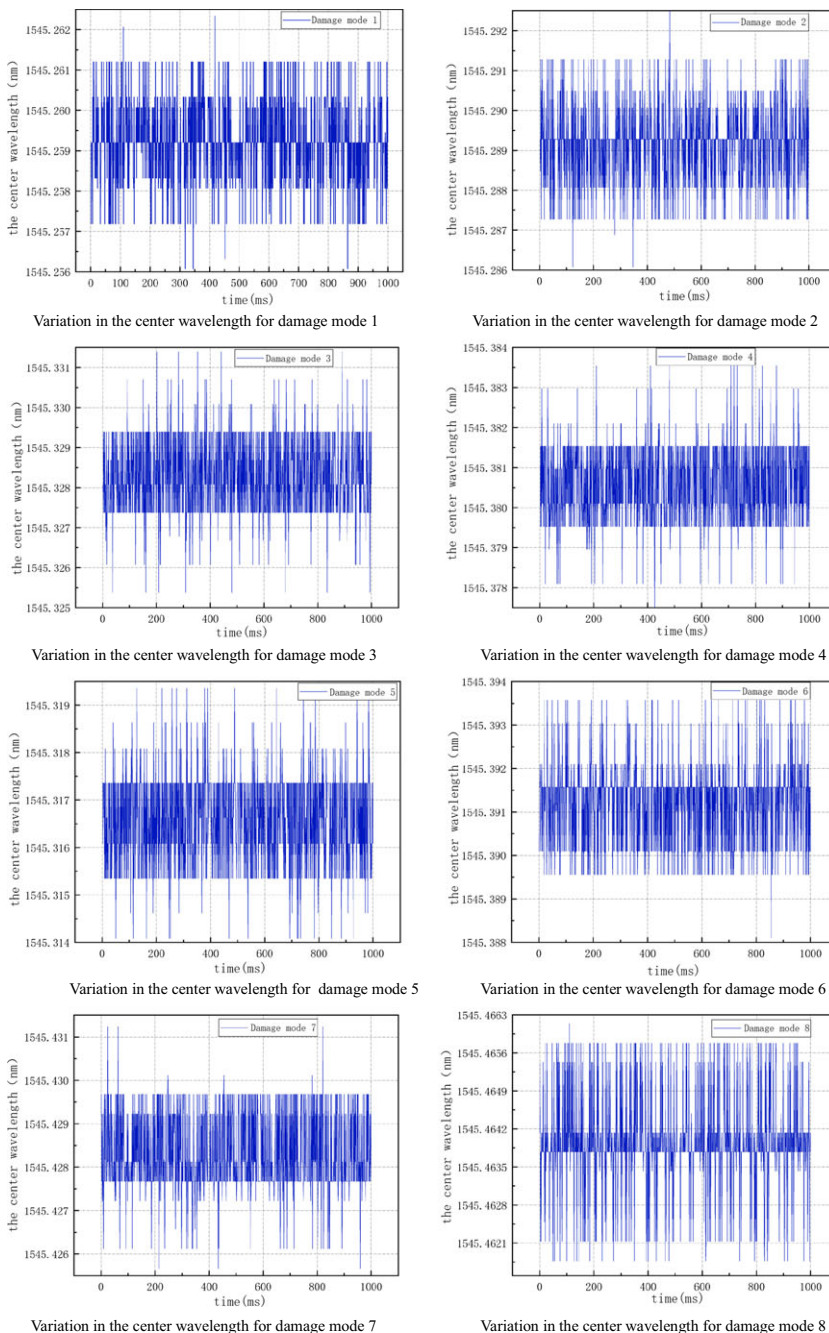 Damage mode 1
the center wavelength (nm)
1545.262
1545.261
1545.260
1545.259
1545.258
1545.257
1545.256
0 100 200 300 400 500 600 700 800 900 1000
time(ms)
Variation in the center wavelength for damage mode 1
Damage mode 2
the center wavelength (nm)
1545.292
1545.291
1545.290
1545.289
1545.288
1545.287
1545.286
0 200 400 600 800 1000
time(ms)
Variation in the center wavelength for damage mode 2
Damage mode 3
the center wavelength (nm)
1545.331
1545.330
1545.329
1545.328
1545.327
1545.326
1545.325
0 200 400 600 800 1000
time(ms)
Variation in the center wavelength for damage mode 3
Damage mode 4
the center wavelength (nm)
1545.384
1545.383
1545.382
1545.381
1545.380
1545.379
1545.378
0 200 400 600 800 1000
time(ms)
Variation in the center wavelength for damage mode 4
Damage mode 5
the center wavelength (nm)
1545.319
1545.318
1545.317
1545.316
1545.315
1545.314
0 200 400 600 800 1000
time(ms)
Variation in the center wavelength for damage mode 5
Damage mode 6
the center wavelength (nm)
1545.394
1545.393
1545.392
1545.391
1545.390
1545.389
1545.388
0 200 400 600 800 1000
time(ms)
Variation in the center wavelength for damage mode 6
Damage mode 7
the center wavelength (nm)
1545.431
1545.430
1545.429
1545.428
1545.427
1545.426
0 200 400 600 800 1000
time(ms)
Variation in the center wavelength for damage mode 7
Damage mode 8
the center wavelength (nm)
1545.4663
1545.4656
1545.4649
1545.4642
1545.4635
1545.4628
1545.4621
0 200 400 600 800 1000
time(ms)
Variation in the center wavelength for damage mode 8